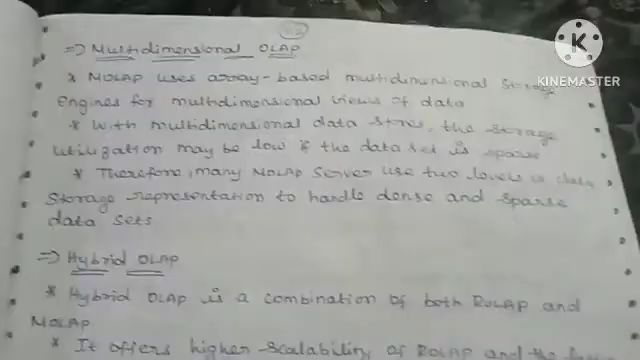 ⇒ Multidimensional OLAP
* MOLAP uses array-based multidimensional storage
engines for multidimensional views of data
* With multidimensional data stores, the storage
utilization may be low if the data set is sparse
* Therefore, many MOLAP Server use two levels data
storage representation to handle dense and sparse
data sets
⇒ Hybrid OLAP
* Hybrid OLAP is a combination of both ROLAP and
MOLAP
* It offers higher scalability of ROLAP and the
KINEMASTER